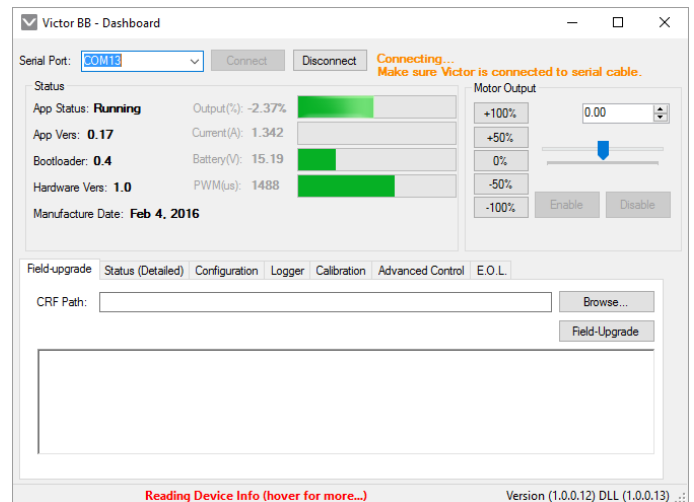 Victor BB - Dashboard
Serial Port: COM13 Connect Disconnect Connecting...
Make sure Victor is connected to serial cable.
Status
Motor Output
App Status: Running Output(%): -2.37%
App Vers: 0.17 Current(A): 1.342
Bootloader: 0.4 Battery(V): 15.19
Hardware Vers: 1.0 PWM(us): 1488
Manufacture Date: Feb 4, 2016
+100% 0.00
+50%
0%
-50%
-100% Enable Disable
Field-upgrade Status (Detailed) Configuration Logger Calibration Advanced Control E.O.L.
CRF Path: Browse...
Field-Upgrade
Reading Device Info (hover for more...) Version (1.0.0.12) DLL (1.0.0.13)